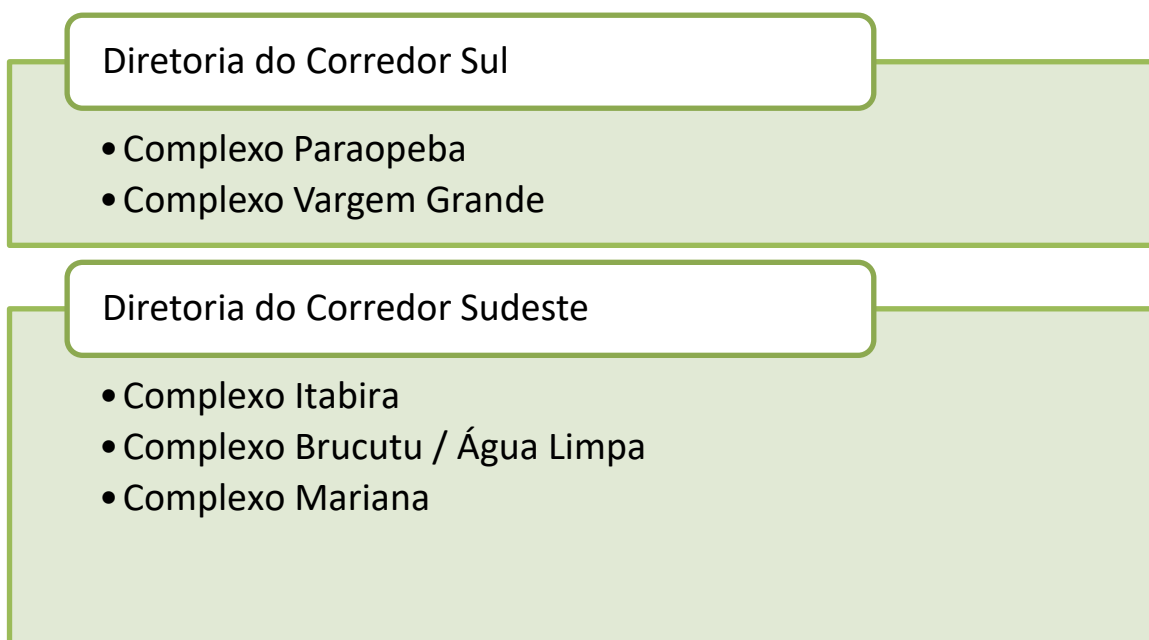 Diretoria do Corredor Sul
•Complexo Paraopeba
•Complexo Vargem Grande
Diretoria do Corredor Sudeste
•Complexo Itabira
•Complexo Brucutu / Água Limpa
•Complexo Mariana